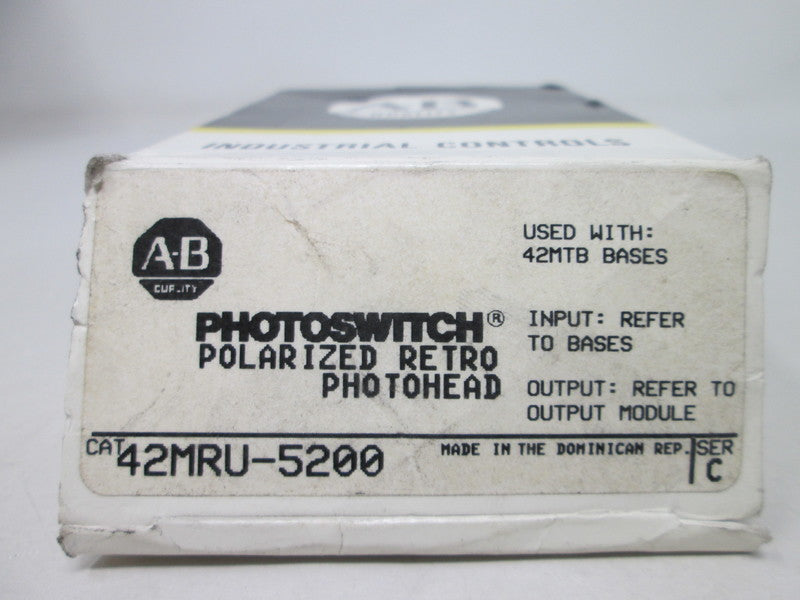 A-B
INDUSTRIAL CONTROLS
A-B
QUALITY
USED WITH:
42MTB BASES
PHOTOSWITCH®
POLARIZED RETRO
PHOTOHEAD
INPUT: REFER
TO BASES
OUTPUT: REFER TO
OUTPUT MODULE
CAT 42MRU-5200
MADE IN THE DOMINICAN REP.
SER
C